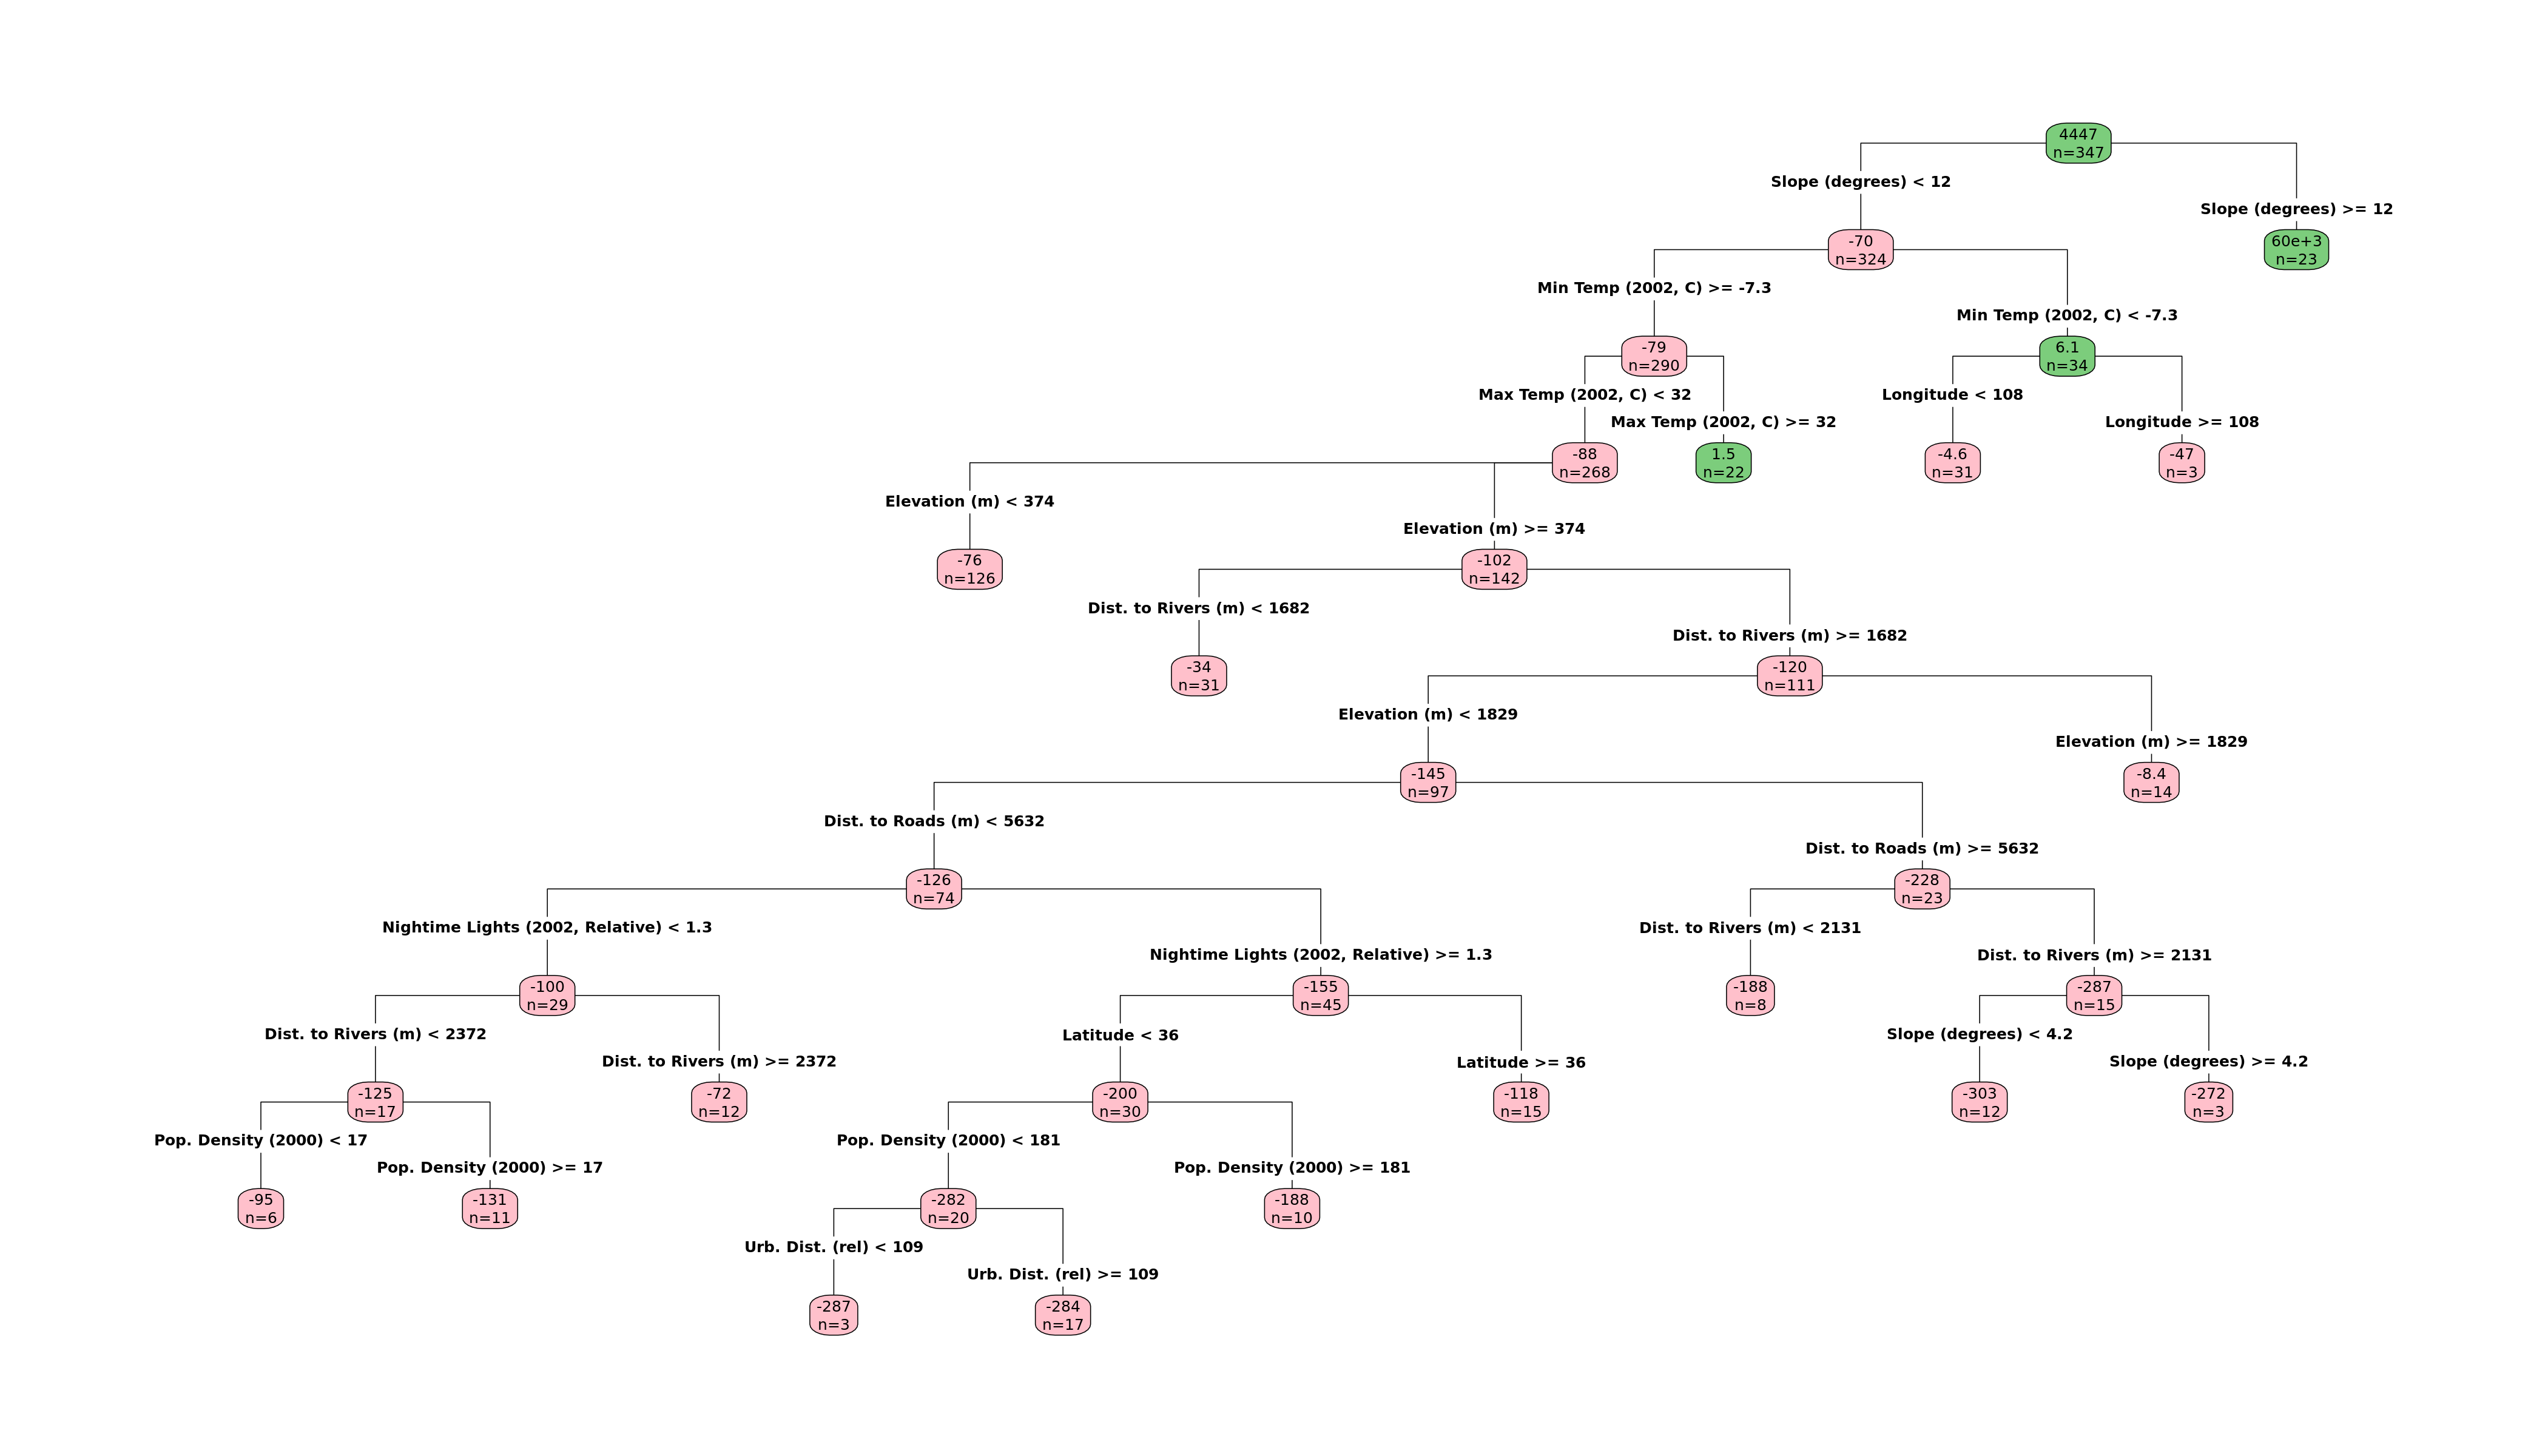 4447
n=347
Slope (degrees) < 12
Slope (degrees) >= 12
-70
n=324
60e+3
n=23
Min Temp (2002, C) >= -7.3
Min Temp (2002, C) < -7.3
-79
n=290
6.1
n=34
Max Temp (2002, C) < 32
Longitude < 108
Max Temp (2002, C) >= 32
Longitude >= 108
-88
n=268
1.5
n=22
-4.6
n=31
-47
n=3
Elevation (m) < 374
Elevation (m) >= 374
-76
n=126
-102
n=142
Dist. to Rivers (m) < 1682
Dist. to Rivers (m) >= 1682
-34
n=31
-120
n=111
Elevation (m) < 1829
Elevation (m) >= 1829
-145
n=97
-8.4
n=14
Dist. to Roads (m) < 5632
Dist. to Roads (m) >= 5632
-126
n=74
-228
n=23
Nightime Lights (2002, Relative) < 1.3
Dist. to Rivers (m) < 2131
Nightime Lights (2002, Relative) >= 1.3
Dist. to Rivers (m) >= 2131
-100
n=29
-155
n=45
-188
n=8
-287
n=15
Dist. to Rivers (m) < 2372
Latitude < 36
Slope (degrees) < 4.2
Dist. to Rivers (m) >= 2372
Latitude >= 36
Slope (degrees) >= 4.2
-125
n=17
-72
n=12
-200
n=30
-118
n=15
-303
n=12
-272
n=3
Pop. Density (2000) < 17
Pop. Density (2000) < 181
Pop. Density (2000) >= 17
Pop. Density (2000) >= 181
-95
n=6
-131
n=11
-282
n=20
-188
n=10
Urb. Dist. (rel) < 109
Urb. Dist. (rel) >= 109
-287
n=3
-284
n=17